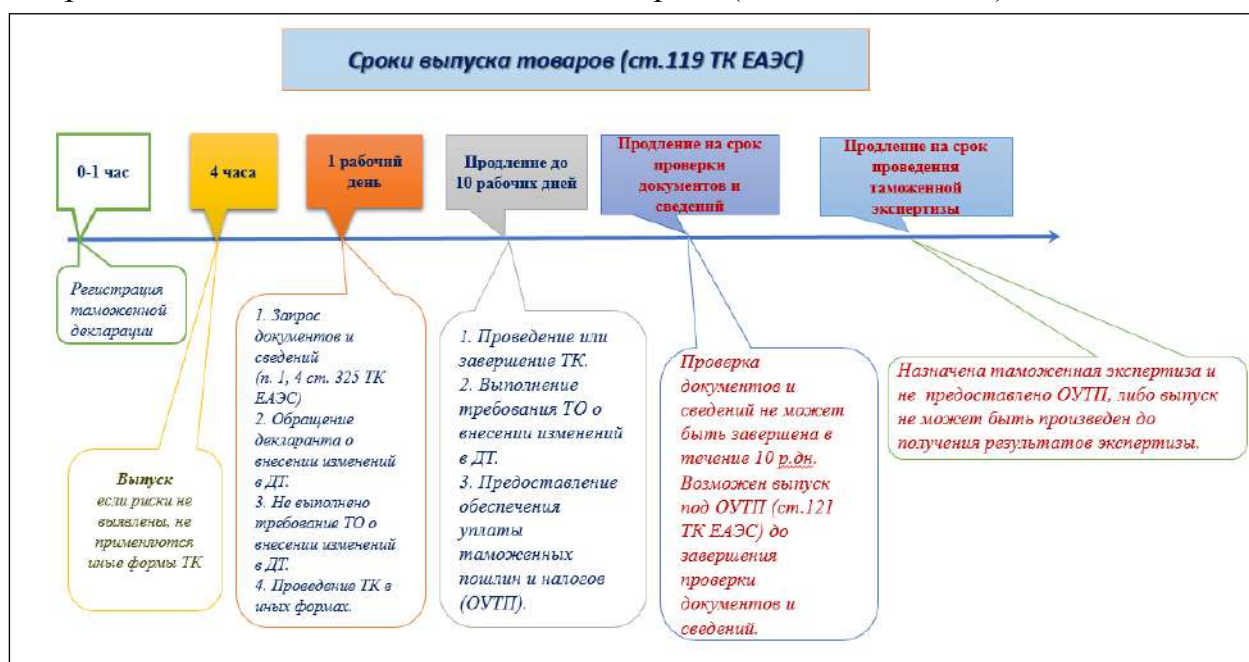 Сроки выпуска товаров (ст.119 ТК ЕАЭС)
0-1 час
4 часа
1 рабочий
день
Продление до
10 рабочих дней
Продление на срок
проверки
документов и
сведений
Продление на срок
проведения
таможенной
экспертизы
Регистрация
таможенной
декларации
Выпуск
если риски не
выявлены, не
применяются
иные формы ТК
1. Запрос
документов и
сведений
(п. 1, 4 ст. 325 ТК
ЕАЭС)
2. Обращение
декларанта о
внесении изменений
в ДТ.
3. Не выполнено
требование ТО о
внесении изменений
в ДТ.
4. Проведение ТК в
иных формах.
1. Проведение или
завершение ТК.
2. Выполнение
требования ТО о
внесении изменений
в ДТ.
3. Предоставление
обеспечения
уплаты
таможенных
пошлин и налогов
(ОУТП).
Проверка
документов и
сведений не может
быть завершена в
течение 10 р.дн.
Возможен выпуск
под ОУТП (ст.121
ТК ЕАЭС) до
завершения
проверки
документов и
сведений.
Назначена таможенная экспертиза и
не предоставлено ОУТП, либо выпуск
не может быть произведен до
получения результатов экспертизы.